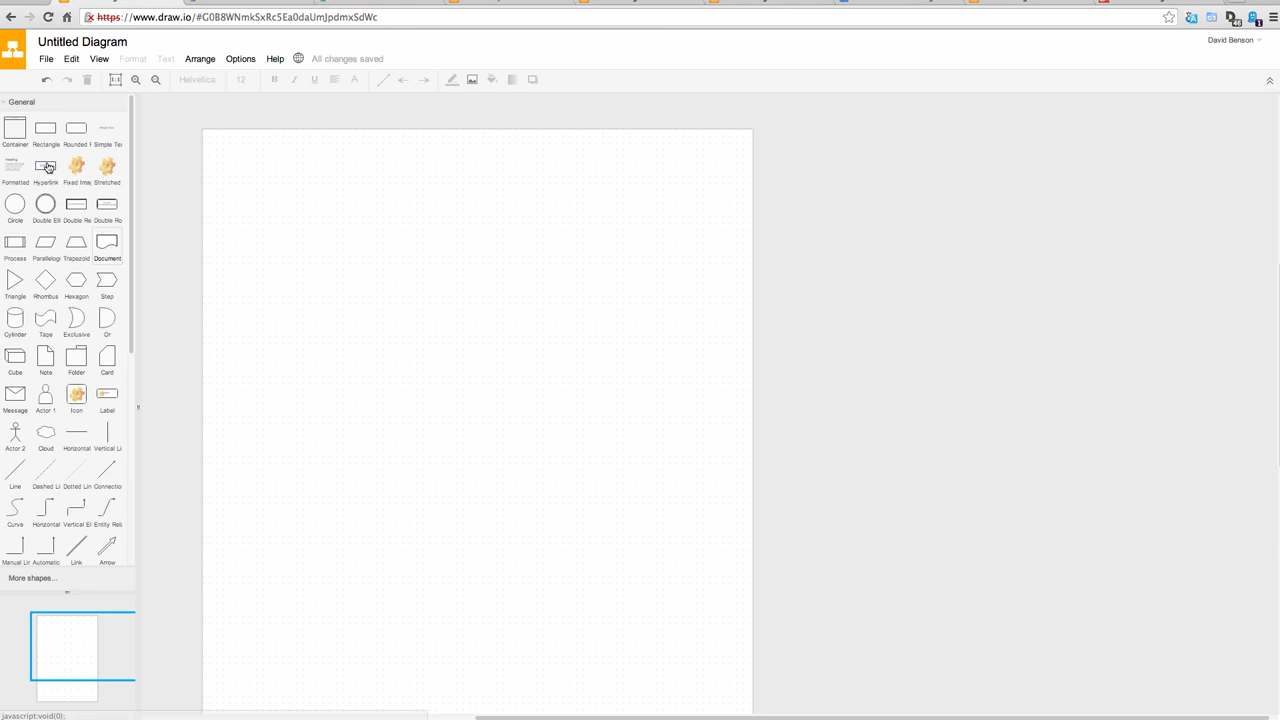 https://www.draw.io/#G0B8WNmkSxRc5Ea0daUmJpdmxSdWc
Untitled Diagram
David Benson
File Edit View Format Text Arrange Options Help All changes saved
Helvetica 12
General
Container Rectangle Rounded
Formatted Hyperlink Fixed Imag Stretched
Circle Double Elli Double Re Double Ro
Process Parallelogr Trapezoid Document
Triangle Rhombus Hexagon Step
Cylinder Tape Exclusive Or
Cube Note Folder Card
Message Actor 1 Icon Label
Actor 2 Cloud Horizontal Vertical Li
Line Dashed Li Dotted Lin Connectio
Curve Horizontal Vertical El Entity Rela
Manual Lin Automatic Link Arrow
More shapes...
javascript:void(0);